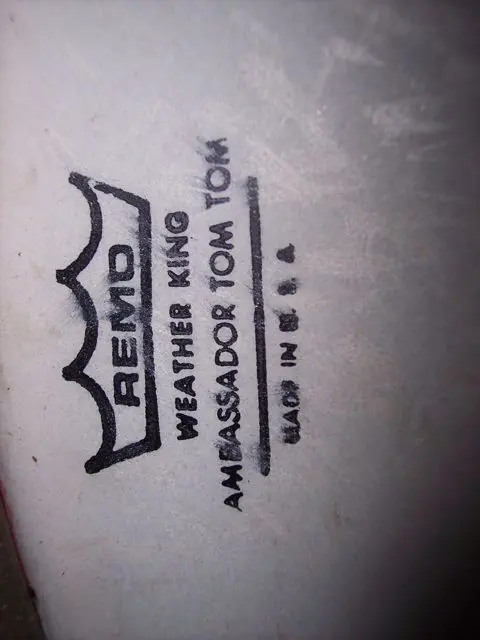 REMO
WEATHER KING
AMBASSADOR TOM TOM
MADE IN U.S.A